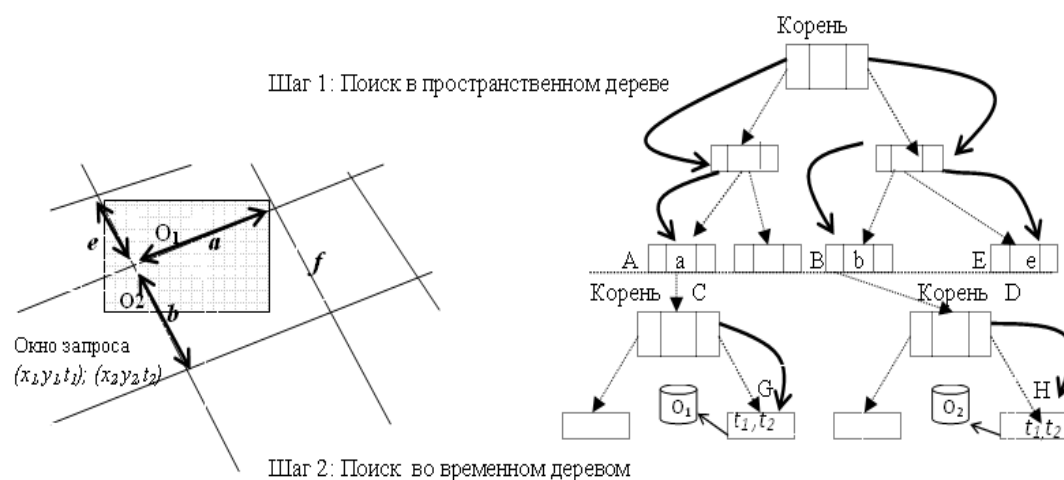 Корень
Шаг 1: Поиск в пространственном дереве
e
O1
a
f
O2
b
A
a
B
b
E
e
Корень C
Корень D
Окно запроса
(x1,y1,t1); (x2,y2,t2)
G
H
O1
t1,t2
O2
t1,t2
Шаг 2: Поиск во временном деревом